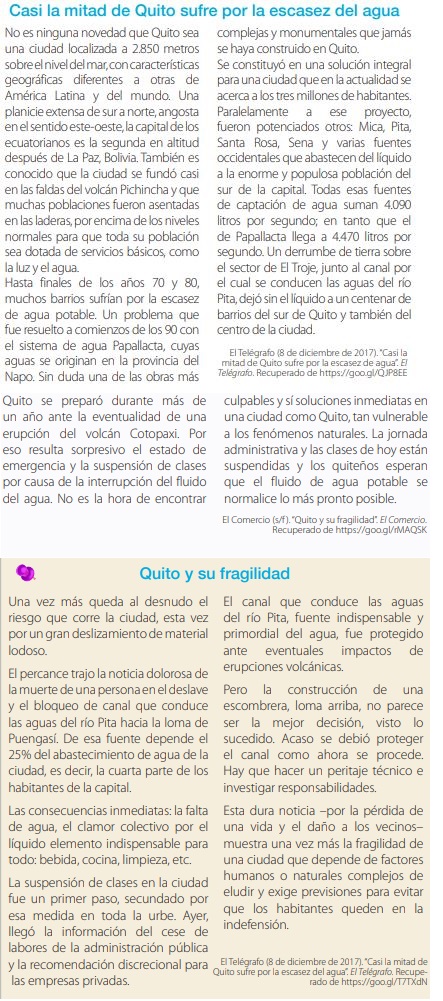 Casi la mitad de Quito sufre por la escasez del agua
No es ninguna novedad que Quito sea
una ciudad localizada a 2.850 metros
sobre el nivel del mar, con características
geográficas diferentes a otras de
América Latina y del mundo. Una
planicie extensa de sur a norte, angosta
en el sentido este-oeste, la capital de los
ecuatorianos es la segunda en altitud
después de La Paz, Bolivia. También es
conocido que la ciudad se fundó casi
en las faldas del volcán Pichincha y que
muchas poblaciones fueron asentadas
en las laderas, por encima de los niveles
normales para que toda su población
sea dotada de servicios básicos, como
la luz y el agua.
Hasta finales de los años 70 y 80,
muchos barrios sufrían por la escasez
de agua potable. Un problema que
fue resuelto a comienzos de los 90 con
el sistema de agua Papallacta, cuyas
aguas se originan en la provincia del
Napo. Sin duda una de las obras más
complejas y monumentales que jamás
se haya construido en Quito.
Se constituyó en una solución integral
para una ciudad que en la actualidad se
acerca a los tres millones de habitantes.
Paralelamente a ese proyecto,
fueron potenciados otros: Mica, Pita,
Santa Rosa, Sena y varias fuentes
occidentales que abastecen del líquido
a la enorme y populosa población del
sur de la capital. Todas esas fuentes
de captación de agua suman 4.090
litros por segundo; en tanto que el
de Papallacta llega a 4.470 litros por
segundo. Un derrumbe de tierra sobre
el sector de El Troje, junto al canal por
el cual se conducen las aguas del río
Pita, dejó sin el líquido a un centenar de
barrios del sur de Quito y también del
centro de la ciudad.
El Telégrafo (8 de diciembre de 2017). “Casi la
mitad de Quito sufre por la escasez de agua”. El
Telégrafo. Recuperado de https://goo.gl/QJP8EE
Quito se preparó durante más de
un año ante la eventualidad de una
erupción del volcán Cotopaxi. Por
eso resulta sorpresivo el estado de
emergencia y la suspensión de clases
por causa de la interrupción del fluido
del agua. No es la hora de encontrar
culpables y sí soluciones inmediatas en
una ciudad como Quito, tan vulnerable
a los fenómenos naturales. La jornada
administrativa y las clases de hoy están
suspendidas y los quiteños esperan
que el fluido de agua potable se
normalice lo más pronto posible.
El Comercio (s/f). “Quito y su fragilidad”. El Comercio.
Recuperado de https://goo.gl/rMAQSK
Quito y su fragilidad
Una vez más queda al desnudo el
riesgo que corre la ciudad, esta vez
por un gran deslizamiento de material
lodoso.
El percance trajo la noticia dolorosa de
la muerte de una persona en el deslave
y el bloqueo de canal que conduce
las aguas del río Pita hacia la loma de
Puengasí. De esa fuente depende el
25% del abastecimiento de agua de la
ciudad, es decir, la cuarta parte de los
habitantes de la capital.
Las consecuencias inmediatas: la falta
de agua, el clamor colectivo por el
líquido elemento indispensable para
todo: bebida, cocina, limpieza, etc.
La suspensión de clases en la ciudad
fue un primer paso, secundado por
esa medida en toda la urbe. Ayer,
llegó la información del cese de
labores de la administración pública
y la recomendación discrecional para
las empresas privadas.
El canal que conduce las aguas
del río Pita, fuente indispensable y
primordial del agua, fue protegido
ante eventuales impactos de
erupciones volcánicas.
Pero la construcción de una
escombrera, loma arriba, no parece
ser la mejor decisión, visto lo
sucedido. Acaso se debió proteger
el canal como ahora se procede.
Hay que hacer un peritaje técnico e
investigar responsabilidades.
Esta dura noticia –por la pérdida de
una vida y el daño a los vecinos–
muestra una vez más la fragilidad de
una ciudad que depende de factores
humanos o naturales complejos de
eludir y exige previsiones para evitar
que los habitantes queden en la
indefensión.
El Telégrafo (8 de diciembre de 2017). “Casi la mitad de
Quito sufre por la escasez del agua”. El Telégrafo. Recupe-
rado de https://goo.gl/T7TXdN